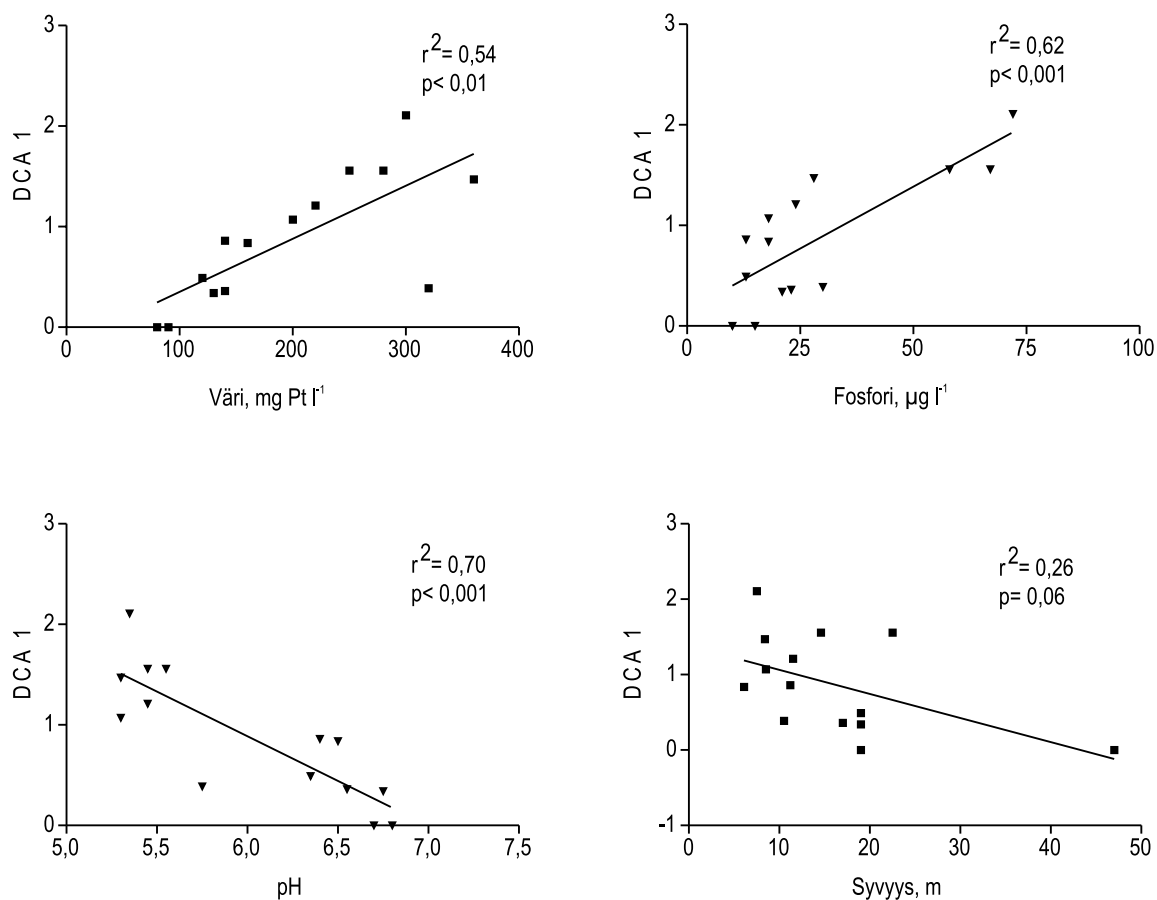 3
2
1
0
DCA 1
r²= 0,54
p< 0,01
0 100 200 300 400
Väri, mg Pt l⁻¹
3
2
1
0
DCA 1
r²= 0,62
p< 0,001
0 25 50 75 100
Fosfori, µg l⁻¹
3
2
1
0
DCA 1
r²= 0,70
p< 0,001
5,0 5,5 6,0 6,5 7,0 7,5
pH
3
2
1
0
-1
DCA 1
r²= 0,26
p= 0,06
0 10 20 30 40 50
Syvyys, m